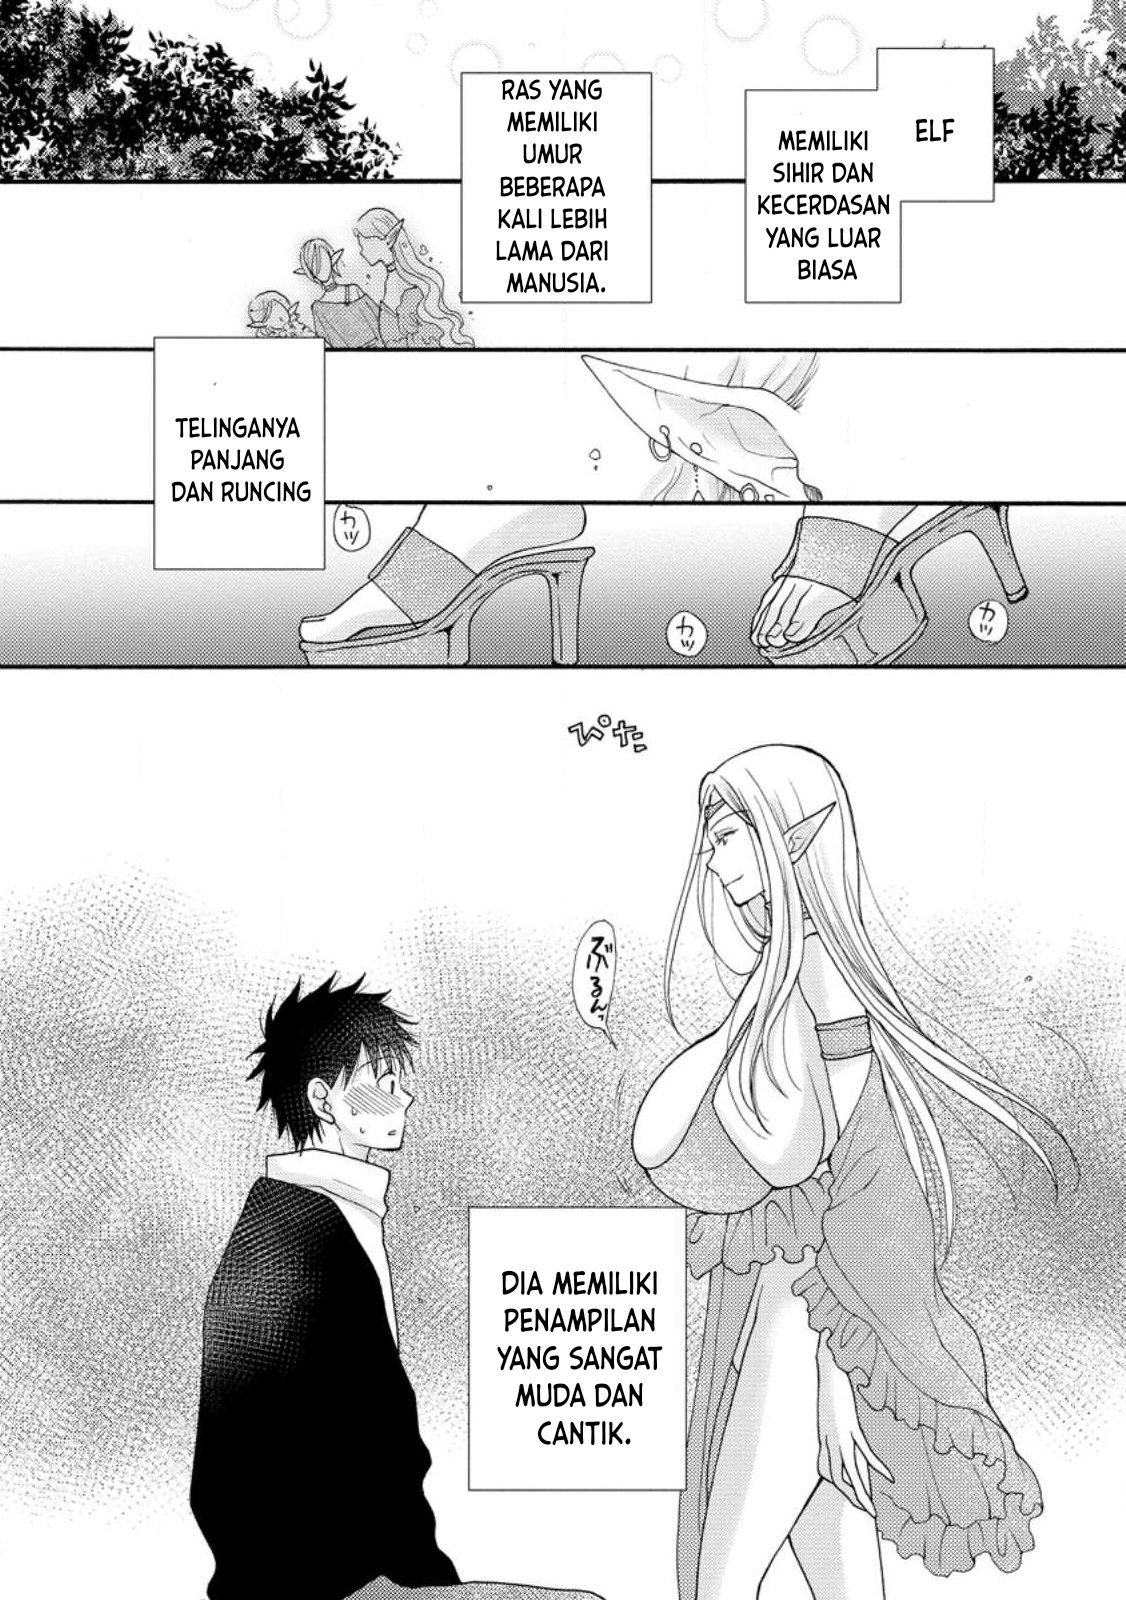 ELF
MEMILIKI
SIHIR DAN
KECERDASAN
YANG LUAR
BIASA
RAS YANG
MEMILIKI
UMUR
BEBERAPA
KALI LEBIH
LAMA DARI
MANUSIA.
TELINGANYA
PANJANG
DAN RUNCING
カッ
カッ
カッ
ぴた
ぶるんっ
DIA MEMILIKI
PENAMPILAN
YANG SANGAT
MUDA DAN
CANTIK.